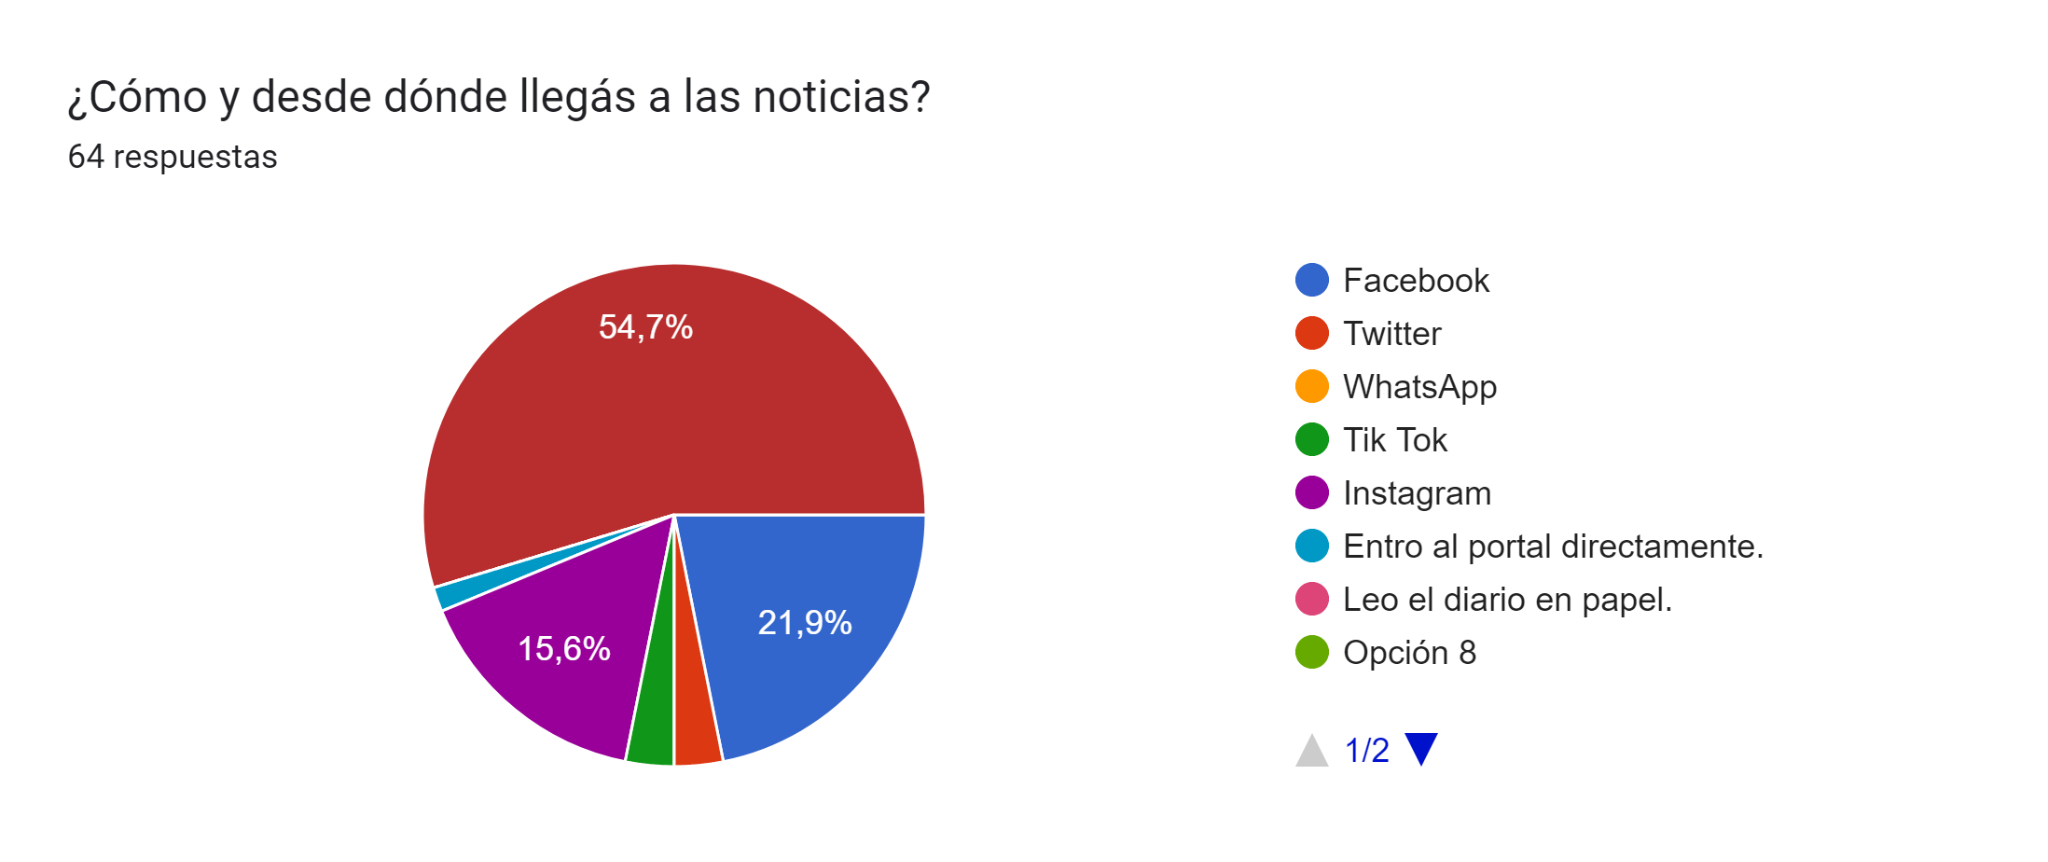 ¿Cómo y desde dónde llegás a las noticias?
64 respuestas
54,7%
21,9%
15,6%
Facebook
Twitter
WhatsApp
Tik Tok
Instagram
Entro al portal directamente.
Leo el diario en papel.
Opción 8
1/2